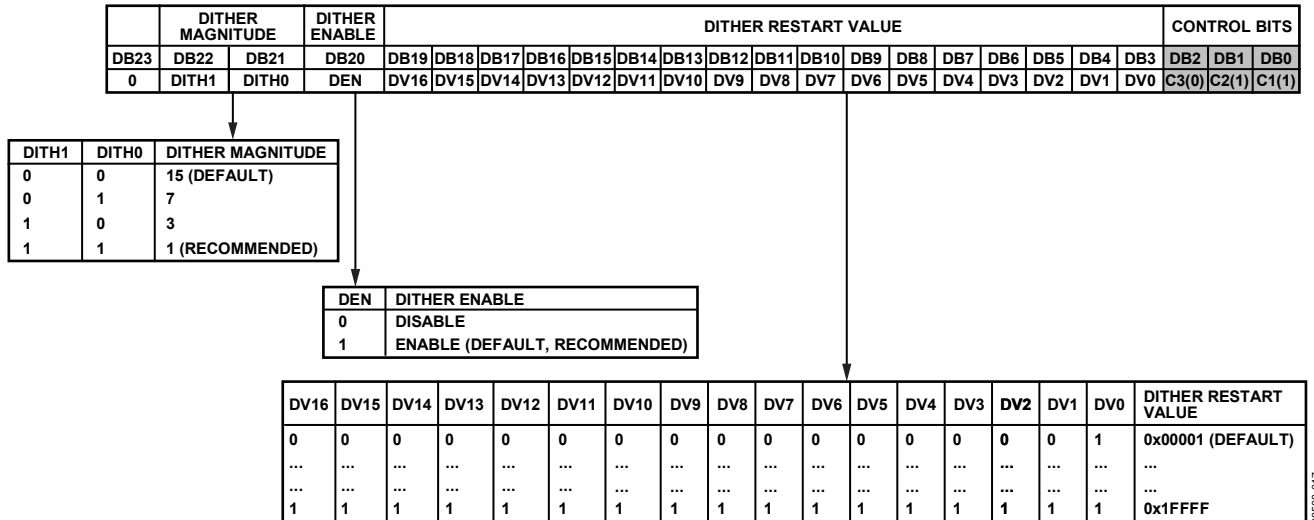 DITHER MAGNITUDE DITHER ENABLE DITHER RESTART VALUE CONTROL BITS
DB23 DB22 DB21 DB20 DB19 DB18 DB17 DB16 DB15 DB14 DB13 DB12 DB11 DB10 DB9 DB8 DB7 DB6 DB5 DB4 DB3 DB2 DB1 DB0
0 DITH1 DITH0 DEN DV16 DV15 DV14 DV13 DV12 DV11 DV10 DV9 DV8 DV7 DV6 DV5 DV4 DV3 DV2 DV1 DV0 C3(0) C2(1) C1(1)
DITH1 DITH0 DITHER MAGNITUDE
0 0 15 (DEFAULT)
0 1 7
1 0 3
1 1 1 (RECOMMENDED)
DEN DITHER ENABLE
0 DISABLE
1 ENABLE (DEFAULT, RECOMMENDED)
DV16 DV15 DV14 DV13 DV12 DV11 DV10 DV9 DV8 DV7 DV6 DV5 DV4 DV3 DV2 DV1 DV0 DITHER RESTART VALUE
0 0 0 0 0 0 0 0 0 0 0 0 0 0 0 0 1 0x00001 (DEFAULT)
... ... ... ... ... ... ... ... ... ... ... ... ... ... ... ... ... ...
... ... ... ... ... ... ... ... ... ... ... ... ... ... ... ... ... ...
1 1 1 1 1 1 1 1 1 1 1 1 1 1 1 1 1 0x1FFFF